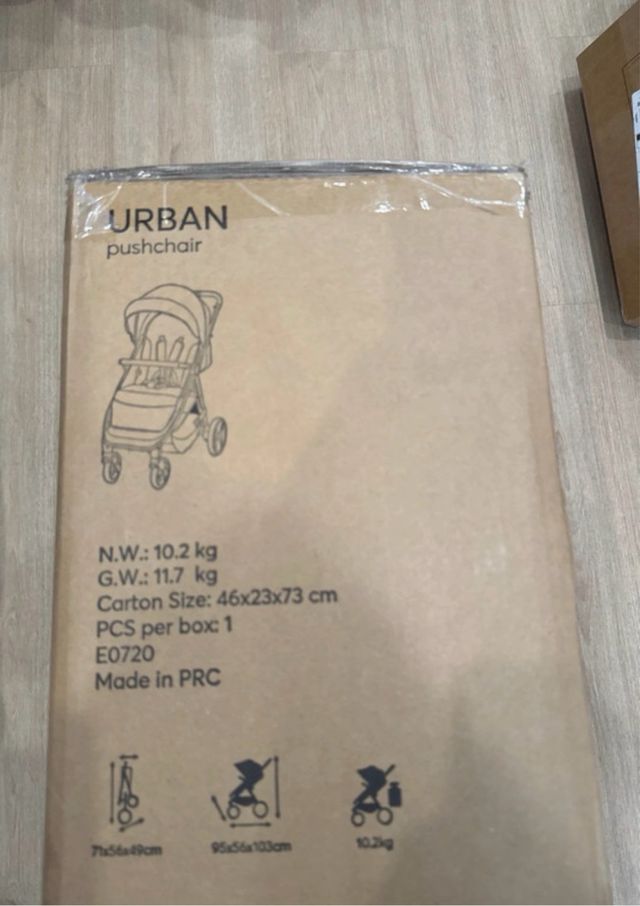 URBAN
pushchair
N.W.: 10.2 kg
G.W.: 11.7 kg
Carton Size: 46x23x73 cm
PCS per box: 1
E0720
Made in PRC
71x56x49cm
95x56x103cm
10.2kg